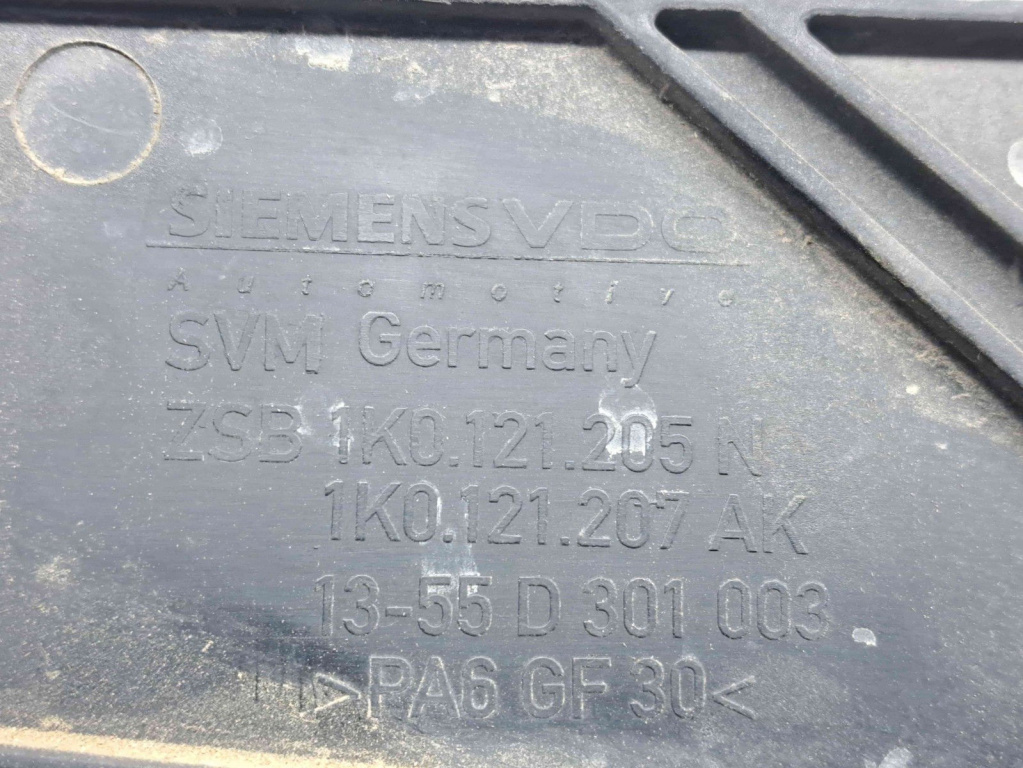 SIEMENS VDO
Automotive
SVM Germany
ZSB 1K0.121.205 N
1K0.121.207 AK
13-55 D 301 003
>PA6 GF 30<